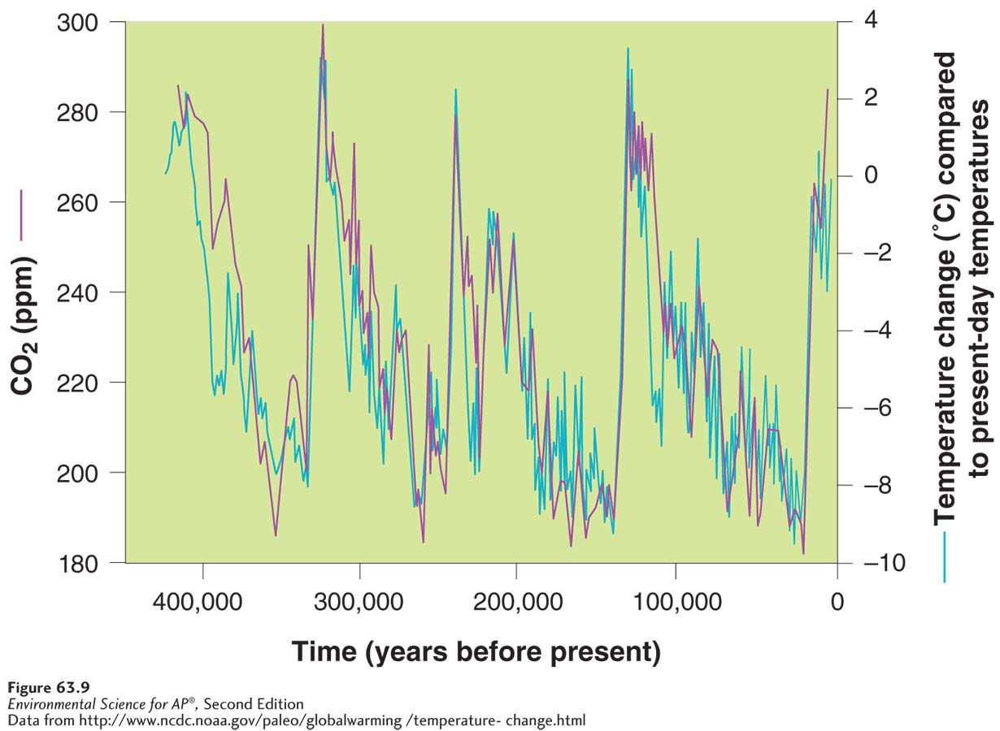 300
280
260
240
220
200
180
CO2 (ppm)
4
2
0
–2
–4
–6
–8
–10
Temperature change (°C) compared
to present-day temperatures
400,000
300,000
200,000
100,000
0
Time (years before present)
Figure 63.9
Environmental Science for AP®, Second Edition
Data from http://www.ncdc.noaa.gov/paleo/globalwarming /temperature- change.html